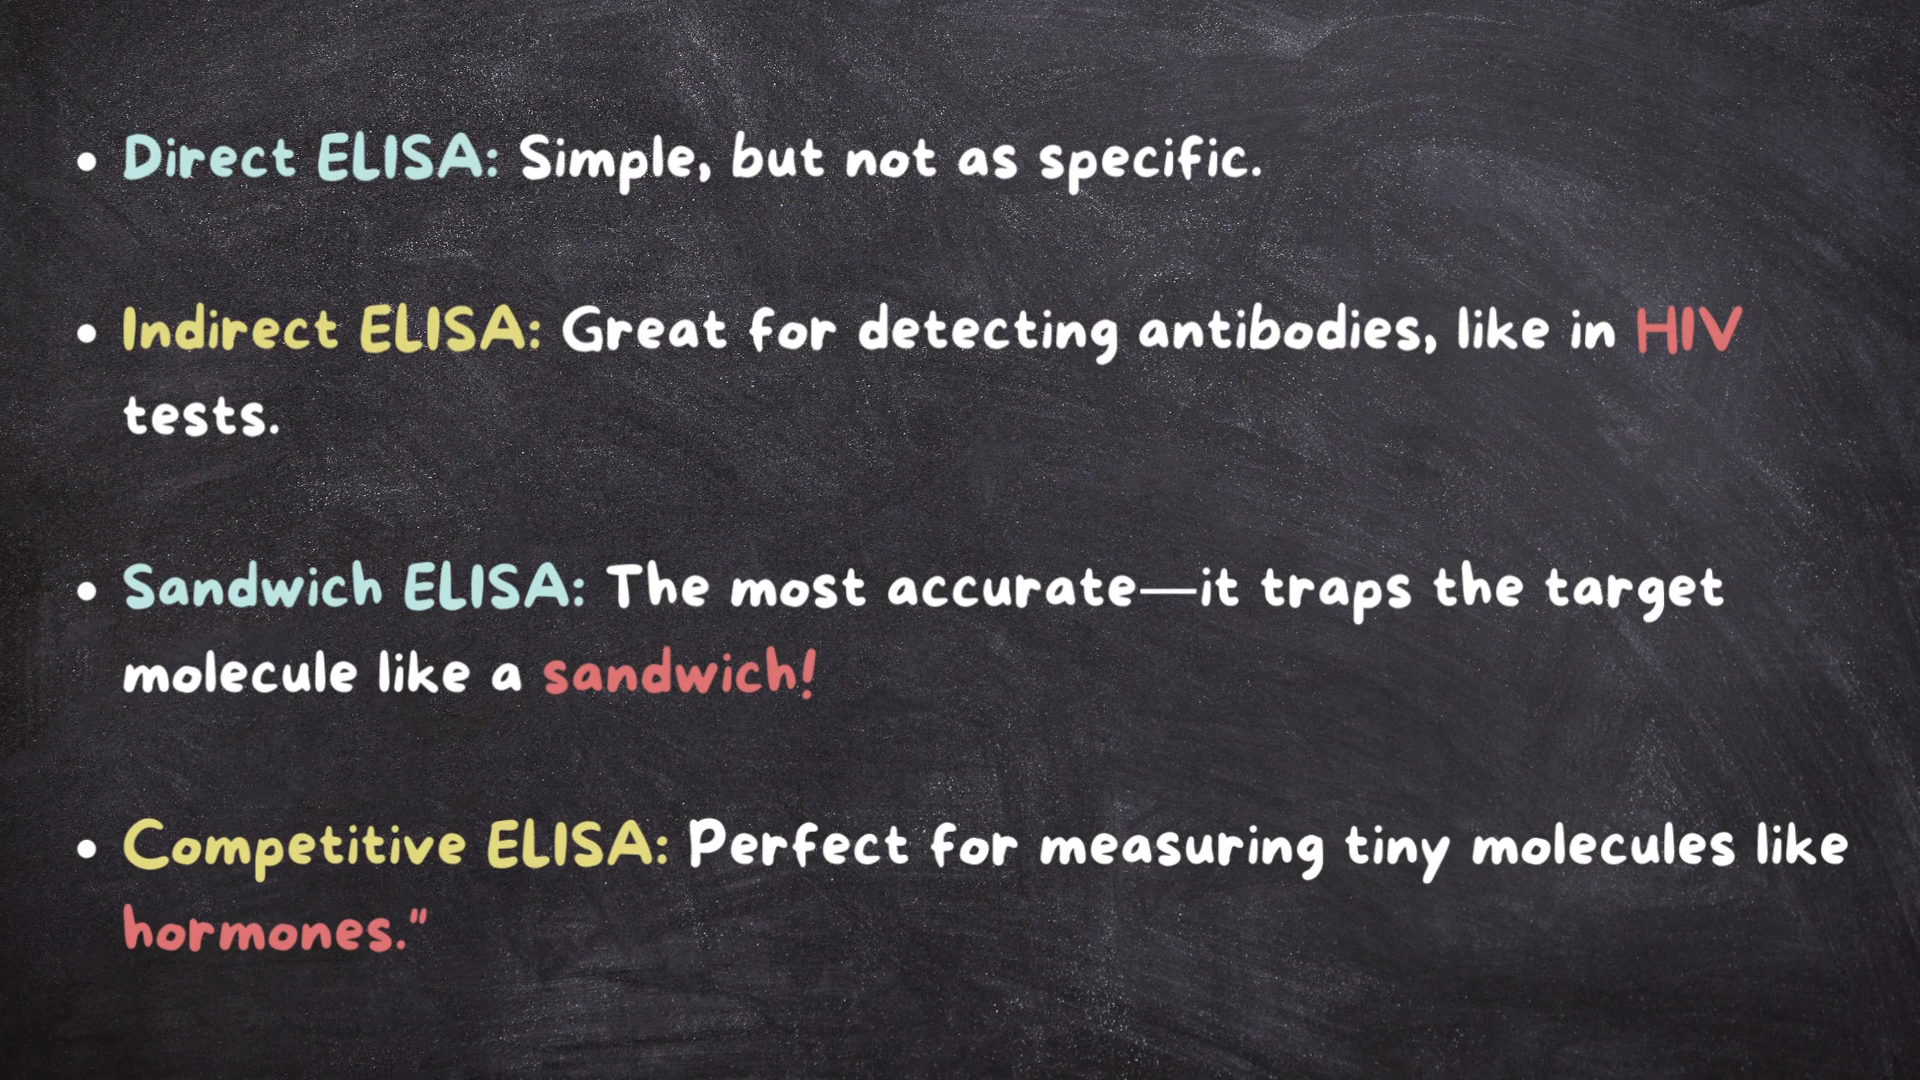 • Direct ELISA: Simple, but not as specific.
• Indirect ELISA: Great for detecting antibodies, like in HIV
tests.
• Sandwich ELISA: The most accurate—it traps the target
molecule like a sandwich!
• Competitive ELISA: Perfect for measuring tiny molecules like
hormones."